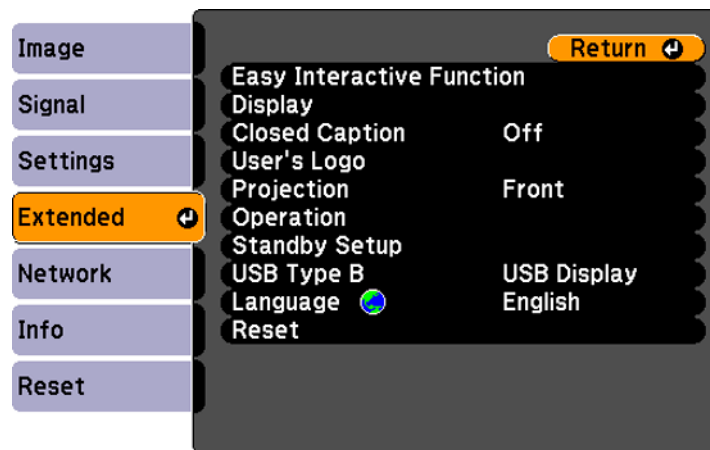 Image
Signal
Settings
Extended
Network
Info
Reset
Return
Easy Interactive Function
Display
Closed Caption Off
User's Logo
Projection Front
Operation
Standby Setup
USB Type B USB Display
Language English
Reset